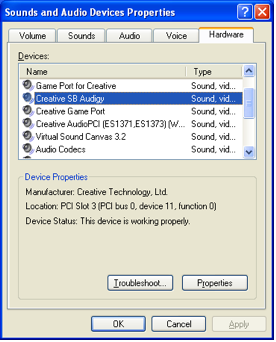 Sounds and Audio Devices Properties
Volume Sounds Audio Voice Hardware
Devices:
Name Type
Game Port for Creative Sound, vid...
Creative SB Audigy Sound, vid...
Creative Game Port Sound, vid...
Creative AudioPCI (ES1371,ES1373) (W... Sound, vid...
Virtual Sound Canvas 3.2 Sound, vid...
Audio Codecs Sound, vid...
Device Properties
Manufacturer: Creative Technology, Ltd.
Location: PCI Slot 3 (PCI bus 0, device 11, function 0)
Device Status: This device is working properly.
Troubleshoot... Properties
OK Cancel Apply